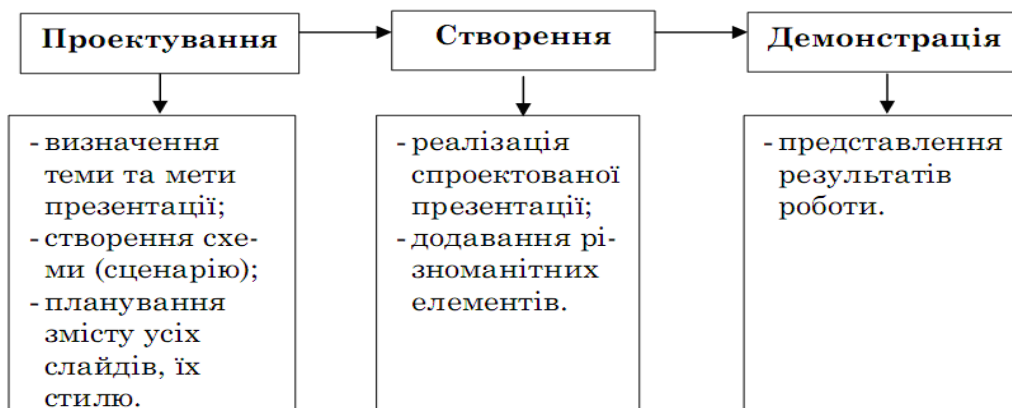 Проектування
Створення
Демонстрація
- визначення
теми та мети
презентації;
- створення схе-
ми (сценарію);
- планування
змісту усіх
слайдів, їх
стилю.
- реалізація
спроектованої
презентації;
- додавання рі-
зноманітних
елементів.
- представлення
результатів
роботи.